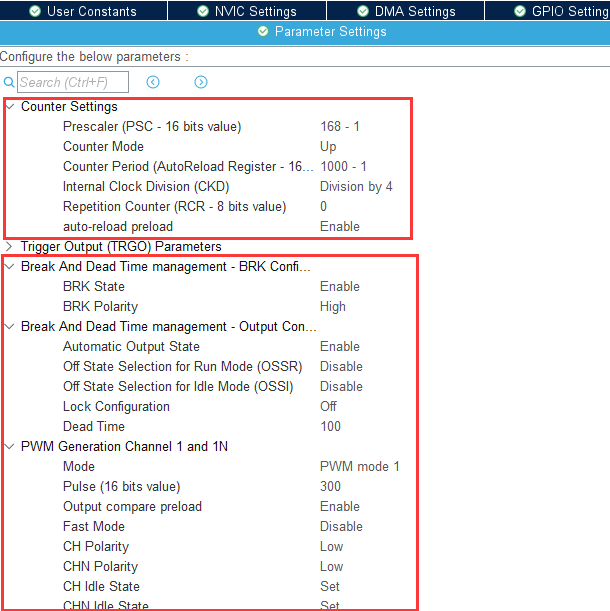 User Constants NVIC Settings DMA Settings GPIO Setting
Parameter Settings
Configure the below parameters :
Search (Ctrl+F)
Counter Settings
Prescaler (PSC - 16 bits value) 168 - 1
Counter Mode Up
Counter Period (AutoReload Register - 16... 1000 - 1
Internal Clock Division (CKD) Division by 4
Repetition Counter (RCR - 8 bits value) 0
auto-reload preload Enable
Trigger Output (TRGO) Parameters
Break And Dead Time management - BRK Confi...
BRK State Enable
BRK Polarity High
Break And Dead Time management - Output Con...
Automatic Output State Enable
Off State Selection for Run Mode (OSSR) Disable
Off State Selection for Idle Mode (OSSI) Disable
Lock Configuration Off
Dead Time 100
PWM Generation Channel 1 and 1N
Mode PWM mode 1
Pulse (16 bits value) 300
Output compare preload Enable
Fast Mode Disable
CH Polarity Low
CHN Polarity Low
CH Idle State Set
CHN Idle State Set